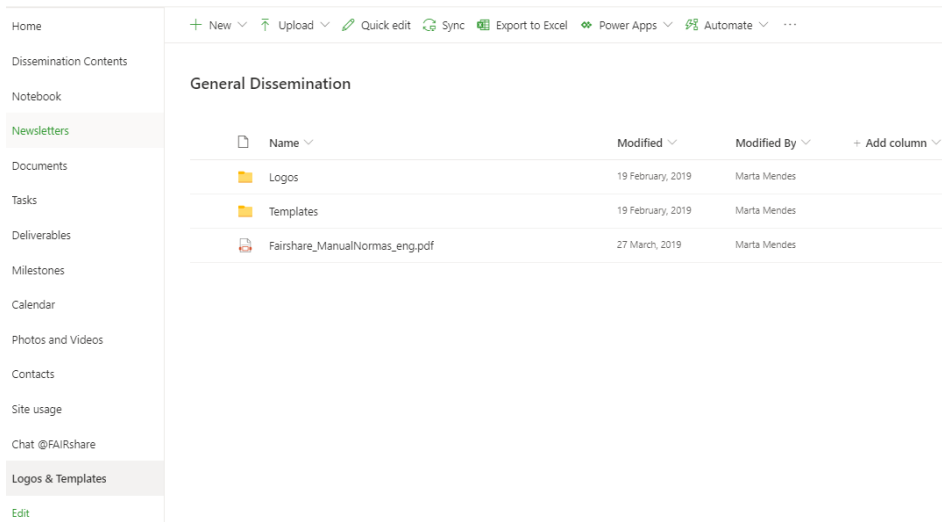 Home
Dissemination Contents
Notebook
Newsletters
Documents
Tasks
Deliverables
Milestones
Calendar
Photos and Videos
Contacts
Site usage
Chat @FAIRshare
Logos & Templates
Edit
+ New Upload Quick edit Sync Export to Excel Power Apps Automate ···
General Dissemination
Name Modified Modified By + Add column
Logos 19 February, 2019 Marta Mendes
Templates 19 February, 2019 Marta Mendes
Fairshare_ManualNormas_eng.pdf 27 March, 2019 Marta Mendes